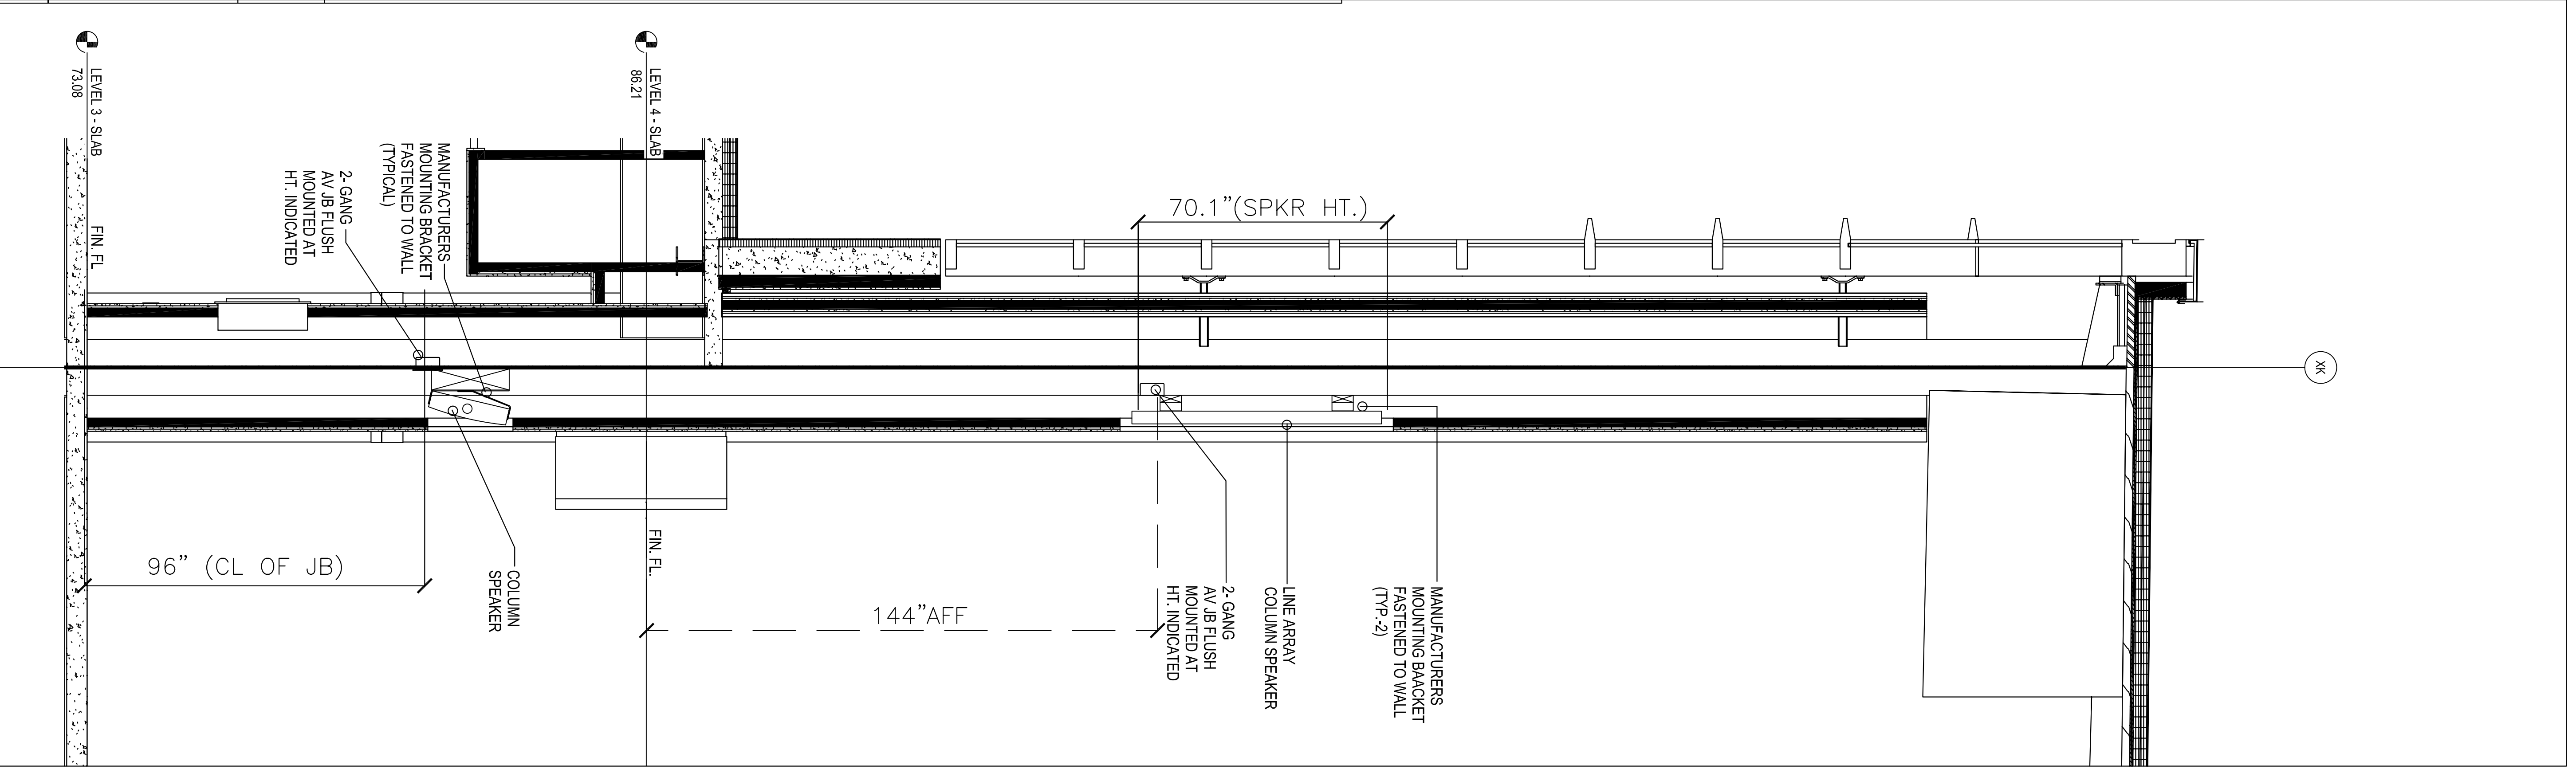 LEVEL 3 - SLAB
73.08
LEVEL 4 - SLAB
86.21
FIN. FL
MANUFACTURERS
MOUNTING BRACKET
FASTENED TO WALL
(TYPICAL)
2- GANG
AV JB FLUSH
MOUNTED AT
HT. INDICATED
70.1"(SPKR HT.)
XK
96" (CL OF JB)
COLUMN
SPEAKER
FIN. FL.
144"AFF
2- GANG
AV JB FLUSH
MOUNTED AT
HT. INDICATED
LINE ARRAY
COLUMN SPEAKER
MANUFACTURERS
MOUNTING BAACKET
FASTENED TO WALL
(TYP.-2)